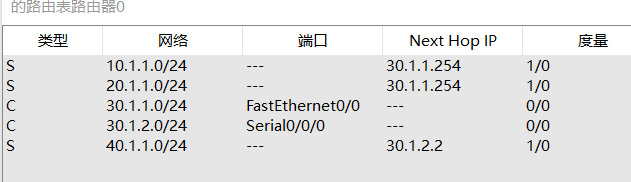 的路由表路由器0
类型 网络 端口 Next Hop IP 度量
S 10.1.1.0/24 --- 30.1.1.254 1/0
S 20.1.1.0/24 --- 30.1.1.254 1/0
C 30.1.1.0/24 FastEthernet0/0 --- 0/0
C 30.1.2.0/24 Serial0/0/0 --- 0/0
S 40.1.1.0/24 --- 30.1.2.2 1/0